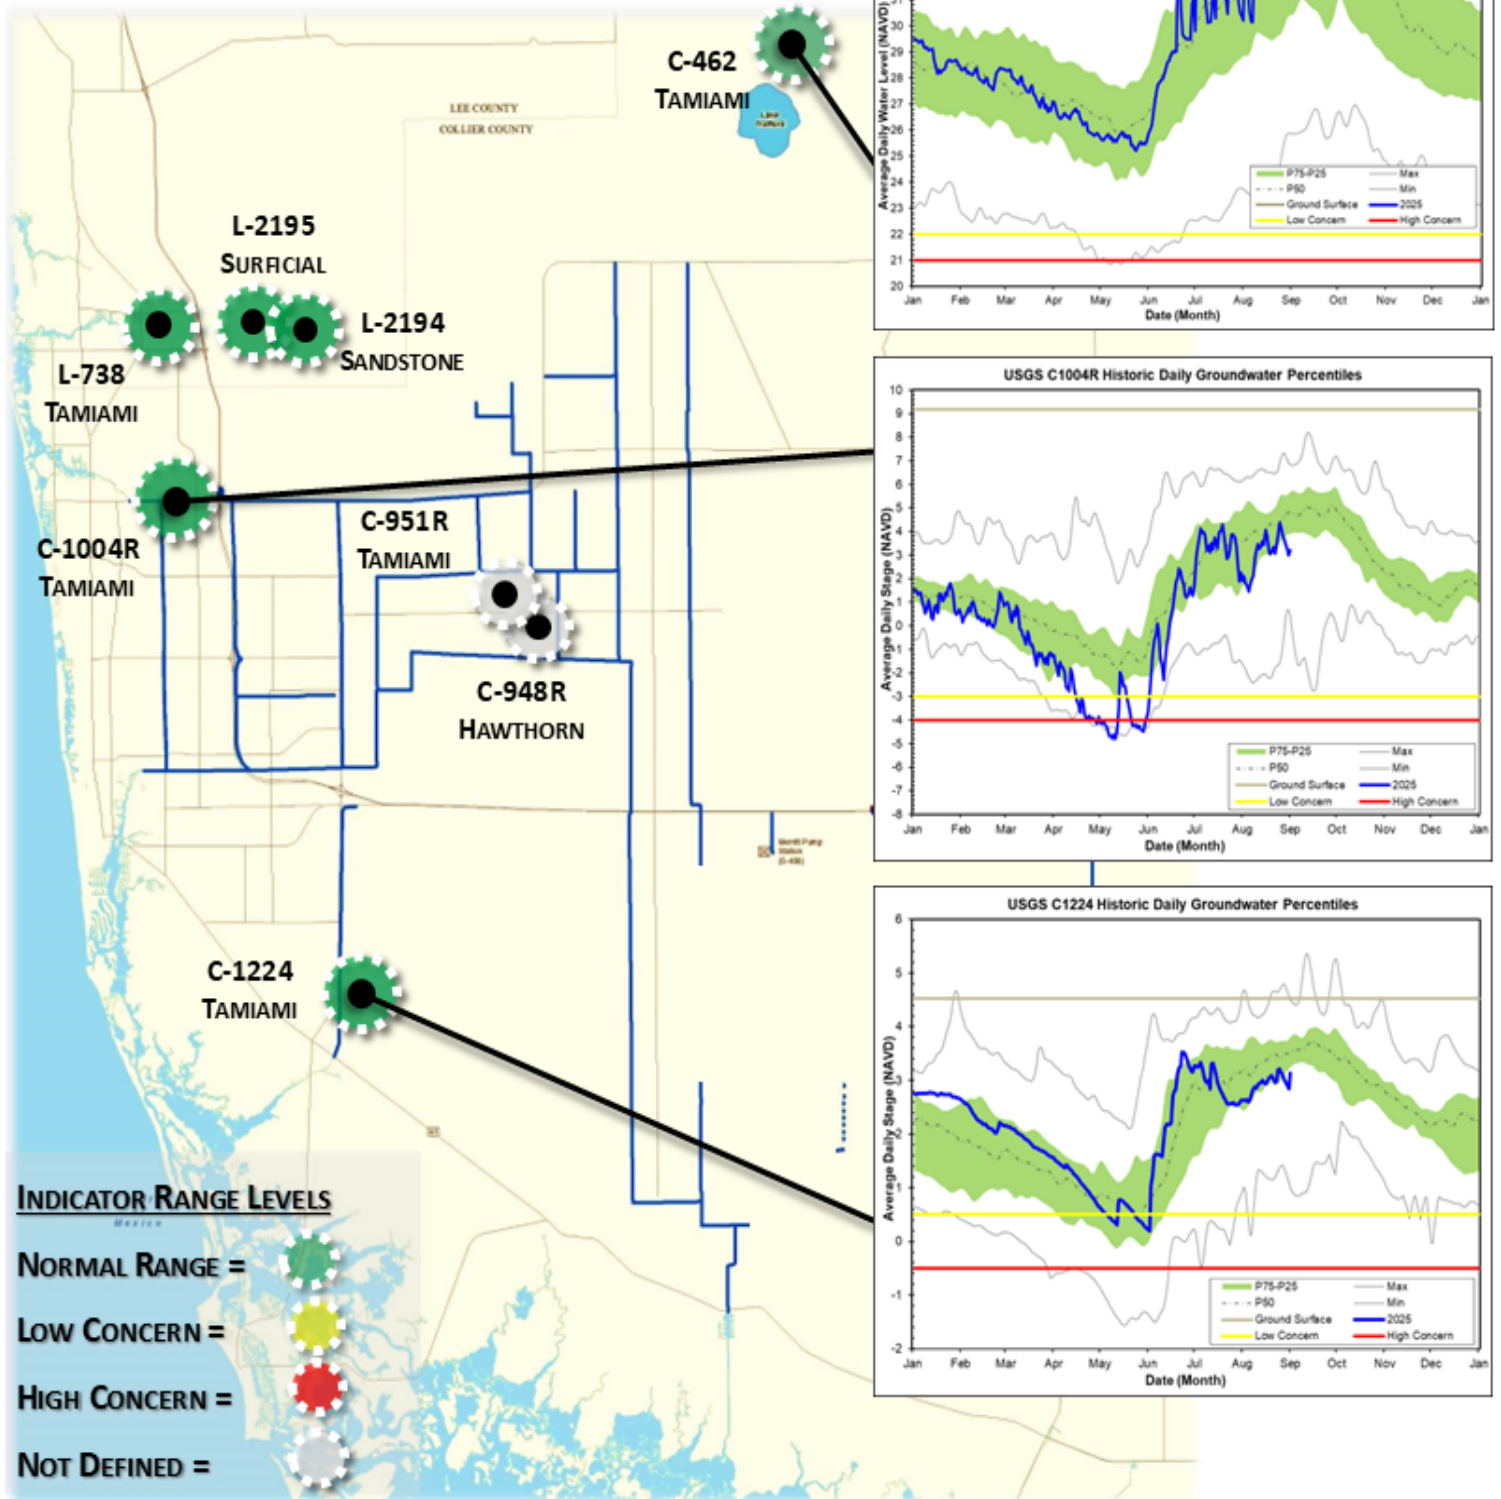 C-462
TAMIAMI
LEE COUNTY
COLLIER COUNTY
L-2195
SURFICIAL
L-2194
SANDSTONE
L-738
TAMIAMI
C-1004R
TAMIAMI
C-951R
TAMIAMI
C-948R
HAWTHORN
Merritt Pump
Station
C-1224
TAMIAMI
INDICATOR RANGE LEVELS
Mexico
NORMAL RANGE =
LOW CONCERN =
HIGH CONCERN =
NOT DEFINED =
Average Daily Water Level (NAVD)
31
30
29
28
27
26
25
24
23
22
21
20
P75-P25 Max
P50 Min
Ground Surface 2025
Low Concern High Concern
Jan Feb Mar Apr May Jun Jul Aug Sep Oct Nov Dec Jan
Date (Month)
USGS C1004R Historic Daily Groundwater Percentiles
Average Daily Stage (NAVD)
10
9
8
7
6
5
4
3
2
1
0
-1
-2
-3
-4
-5
-6
-7
-8
P75-P25 Max
P50 Min
Ground Surface 2025
Low Concern High Concern
Jan Feb Mar Apr May Jun Jul Aug Sep Oct Nov Dec Jan
Date (Month)
USGS C1224 Historic Daily Groundwater Percentiles
Average Daily Stage (NAVD)
6
5
4
3
2
1
0
-1
-2
P75-P25 Max
P50 Min
Ground Surface 2025
Low Concern High Concern
Jan Feb Mar Apr May Jun Jul Aug Sep Oct Nov Dec Jan
Date (Month)